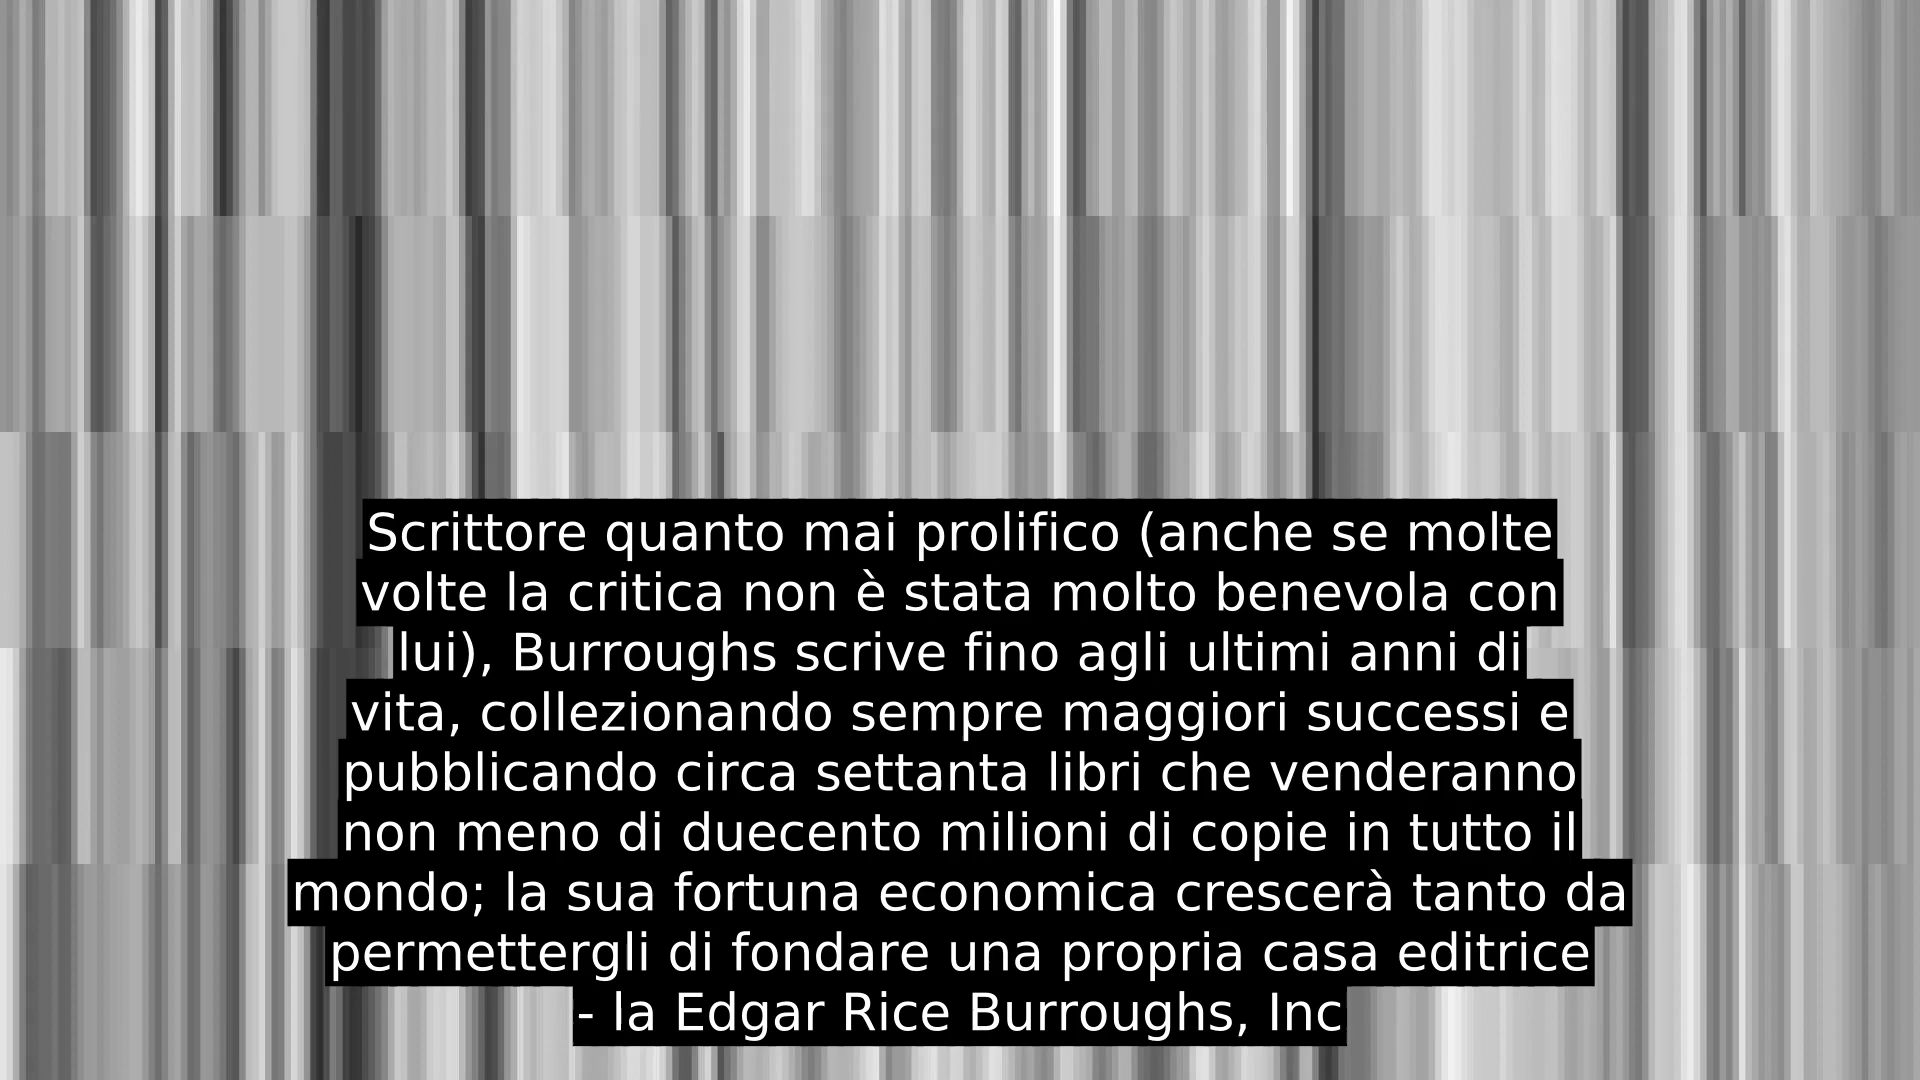 Scrittore quanto mai prolifico (anche se molte
volte la critica non è stata molto benevola con
lui), Burroughs scrive fino agli ultimi anni di
vita, collezionando sempre maggiori successi e
pubblicando circa settanta libri che venderanno
non meno di duecento milioni di copie in tutto il
mondo; la sua fortuna economica crescerà tanto da
permettergli di fondare una propria casa editrice
- la Edgar Rice Burroughs, Inc